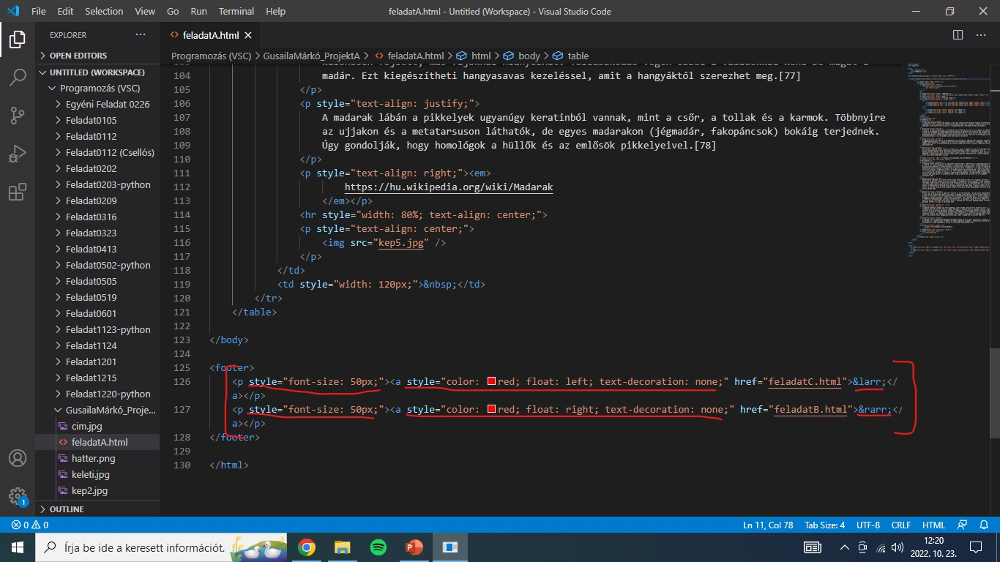 File Edit Selection View Go Run Terminal Help
feladatA.html - Untitled (Workspace) - Visual Studio Code
EXPLORER
feladatA.html
OPEN EDITORS
Programozás (VSC) > GusailaMárkó_ProjektA > feladatA.html > html > body > table
UNTITLED (WORKSPACE)
Programozás (VSC)
Egyéni Feladat 0226
Feladat0105
Feladat0112
Feladat0112 (Csellós)
Feladat0202
Feladat0203-python
Feladat0209
Feladat0316
Feladat0323
Feladat0413
Feladat0502-python
Feladat0505
Feladat0519
Feladat0601
Feladat1123-python
Feladat1124
Feladat1201
Feladat1215
Feladat1220-python
GusailaMárkó_Proje...
cim.jpg
feladatA.html
hatter.png
keleti.jpg
kep2.jpg
OUTLINE
104 madár. Ezt kiegészítheti hangyasavas kezeléssel, amit a hangyáktól szerezhet meg.[77]
105 </p>
106 <p style="text-align: justify;">
107 A madarak lábán a pikkelyek ugyanúgy keratinból vannak, mint a csőr, a tollak és a karmok. Többnyire
108 az ujjakon és a metatarsuson láthatók, de egyes madarakon (jégmadár, fakopáncsok) bokáig terjednek.
109 Úgy gondolják, hogy homológok a hüllők és az emlősök pikkelyeivel.[78]
110 </p>
111 <p style="text-align: right;"><em>
112 https://hu.wikipedia.org/wiki/Madarak
113 </em></p>
114 <hr style="width: 80%; text-align: center;">
115 <p style="text-align: center;">
116 <img src="kep5.jpg" />
117 </p>
118 </td>
119 <td style="width: 120px;">&nbsp;</td>
120 </tr>
121 </table>
122
123 </body>
124
125 <footer>
126 <p style="font-size: 50px;"><a style="color: red; float: left; text-decoration: none;" href="feladatC.html">&larr;</
a></p>
127 <p style="font-size: 50px;"><a style="color: red; float: right; text-decoration: none;" href="feladatB.html">&rarr;</
a></p>
128 </footer>
129
130 </html>
0 0
Ln 11, Col 78 Tab Size: 4 UTF-8 CRLF HTML
1
Írja be ide a keresett információt.
12:20
2022. 10. 23.